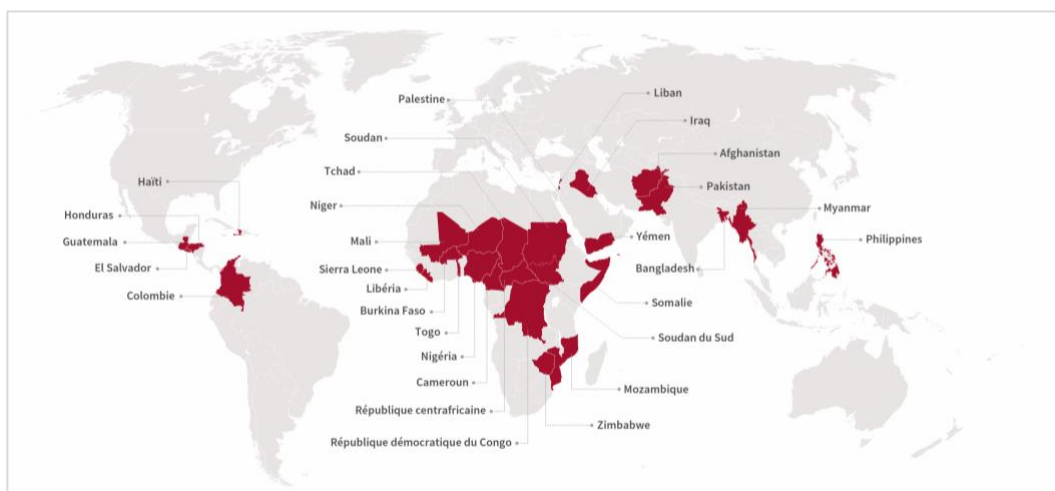 Palestine
Liban
Soudan
Iraq
Tchad
Afghanistan
Haïti
Pakistan
Niger
Myanmar
Honduras
Guatemala
Mali
Yémen
Philippines
El Salvador
Sierra Leone
Bangladesh
Libéria
Colombie
Somalie
Burkina Faso
Togo
Soudan du Sud
Nigéria
Cameroun
Mozambique
République centrafricaine
Zimbabwe
République démocratique du Congo